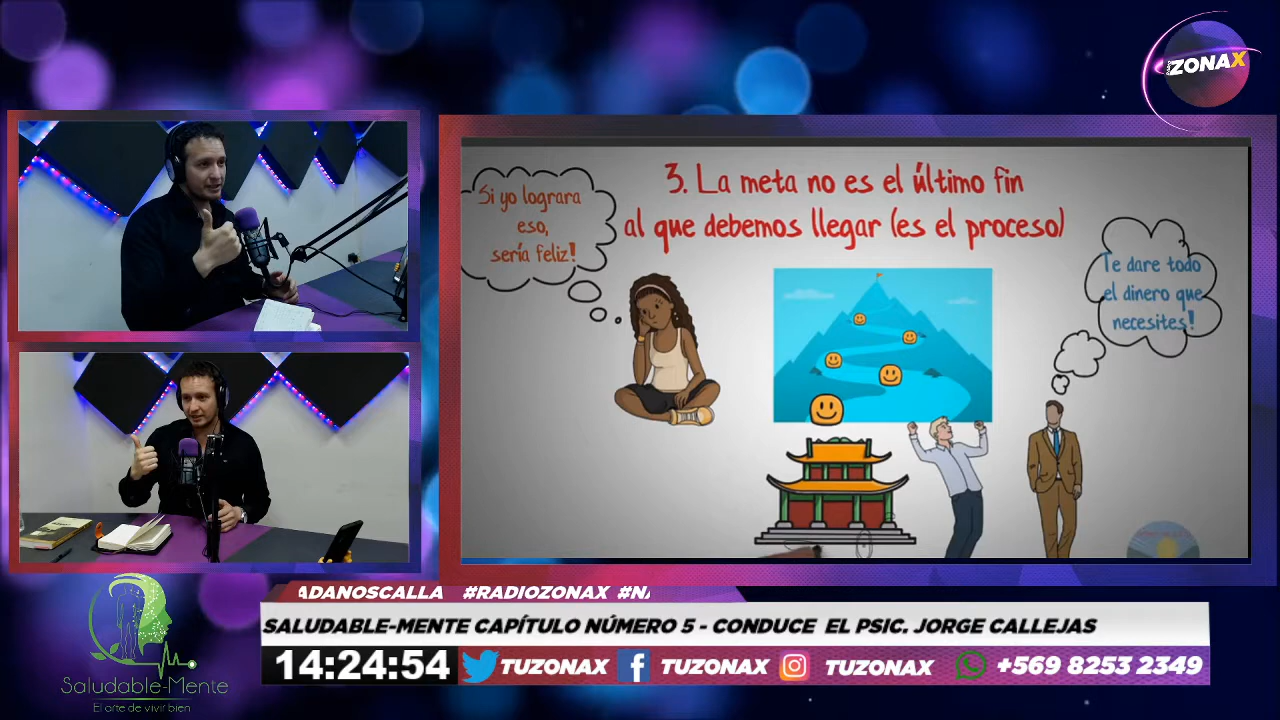 ZONAX
3. La meta no es el último fin
al que debemos llegar (es el proceso)
Si yo lograra
eso,
sería feliz!
Te dare todo
el dinero que
necesites!
ADANOSCALLA #RADIOZONAX #NA
SALUDABLE-MENTE CAPÍTULO NÚMERO 5 - CONDUCE EL PSIC. JORGE CALLEJAS
14:24:54 TUZONAX TUZONAX TUZONAX +569 8253 2349
Saludable-Mente
El arte de vivir bien